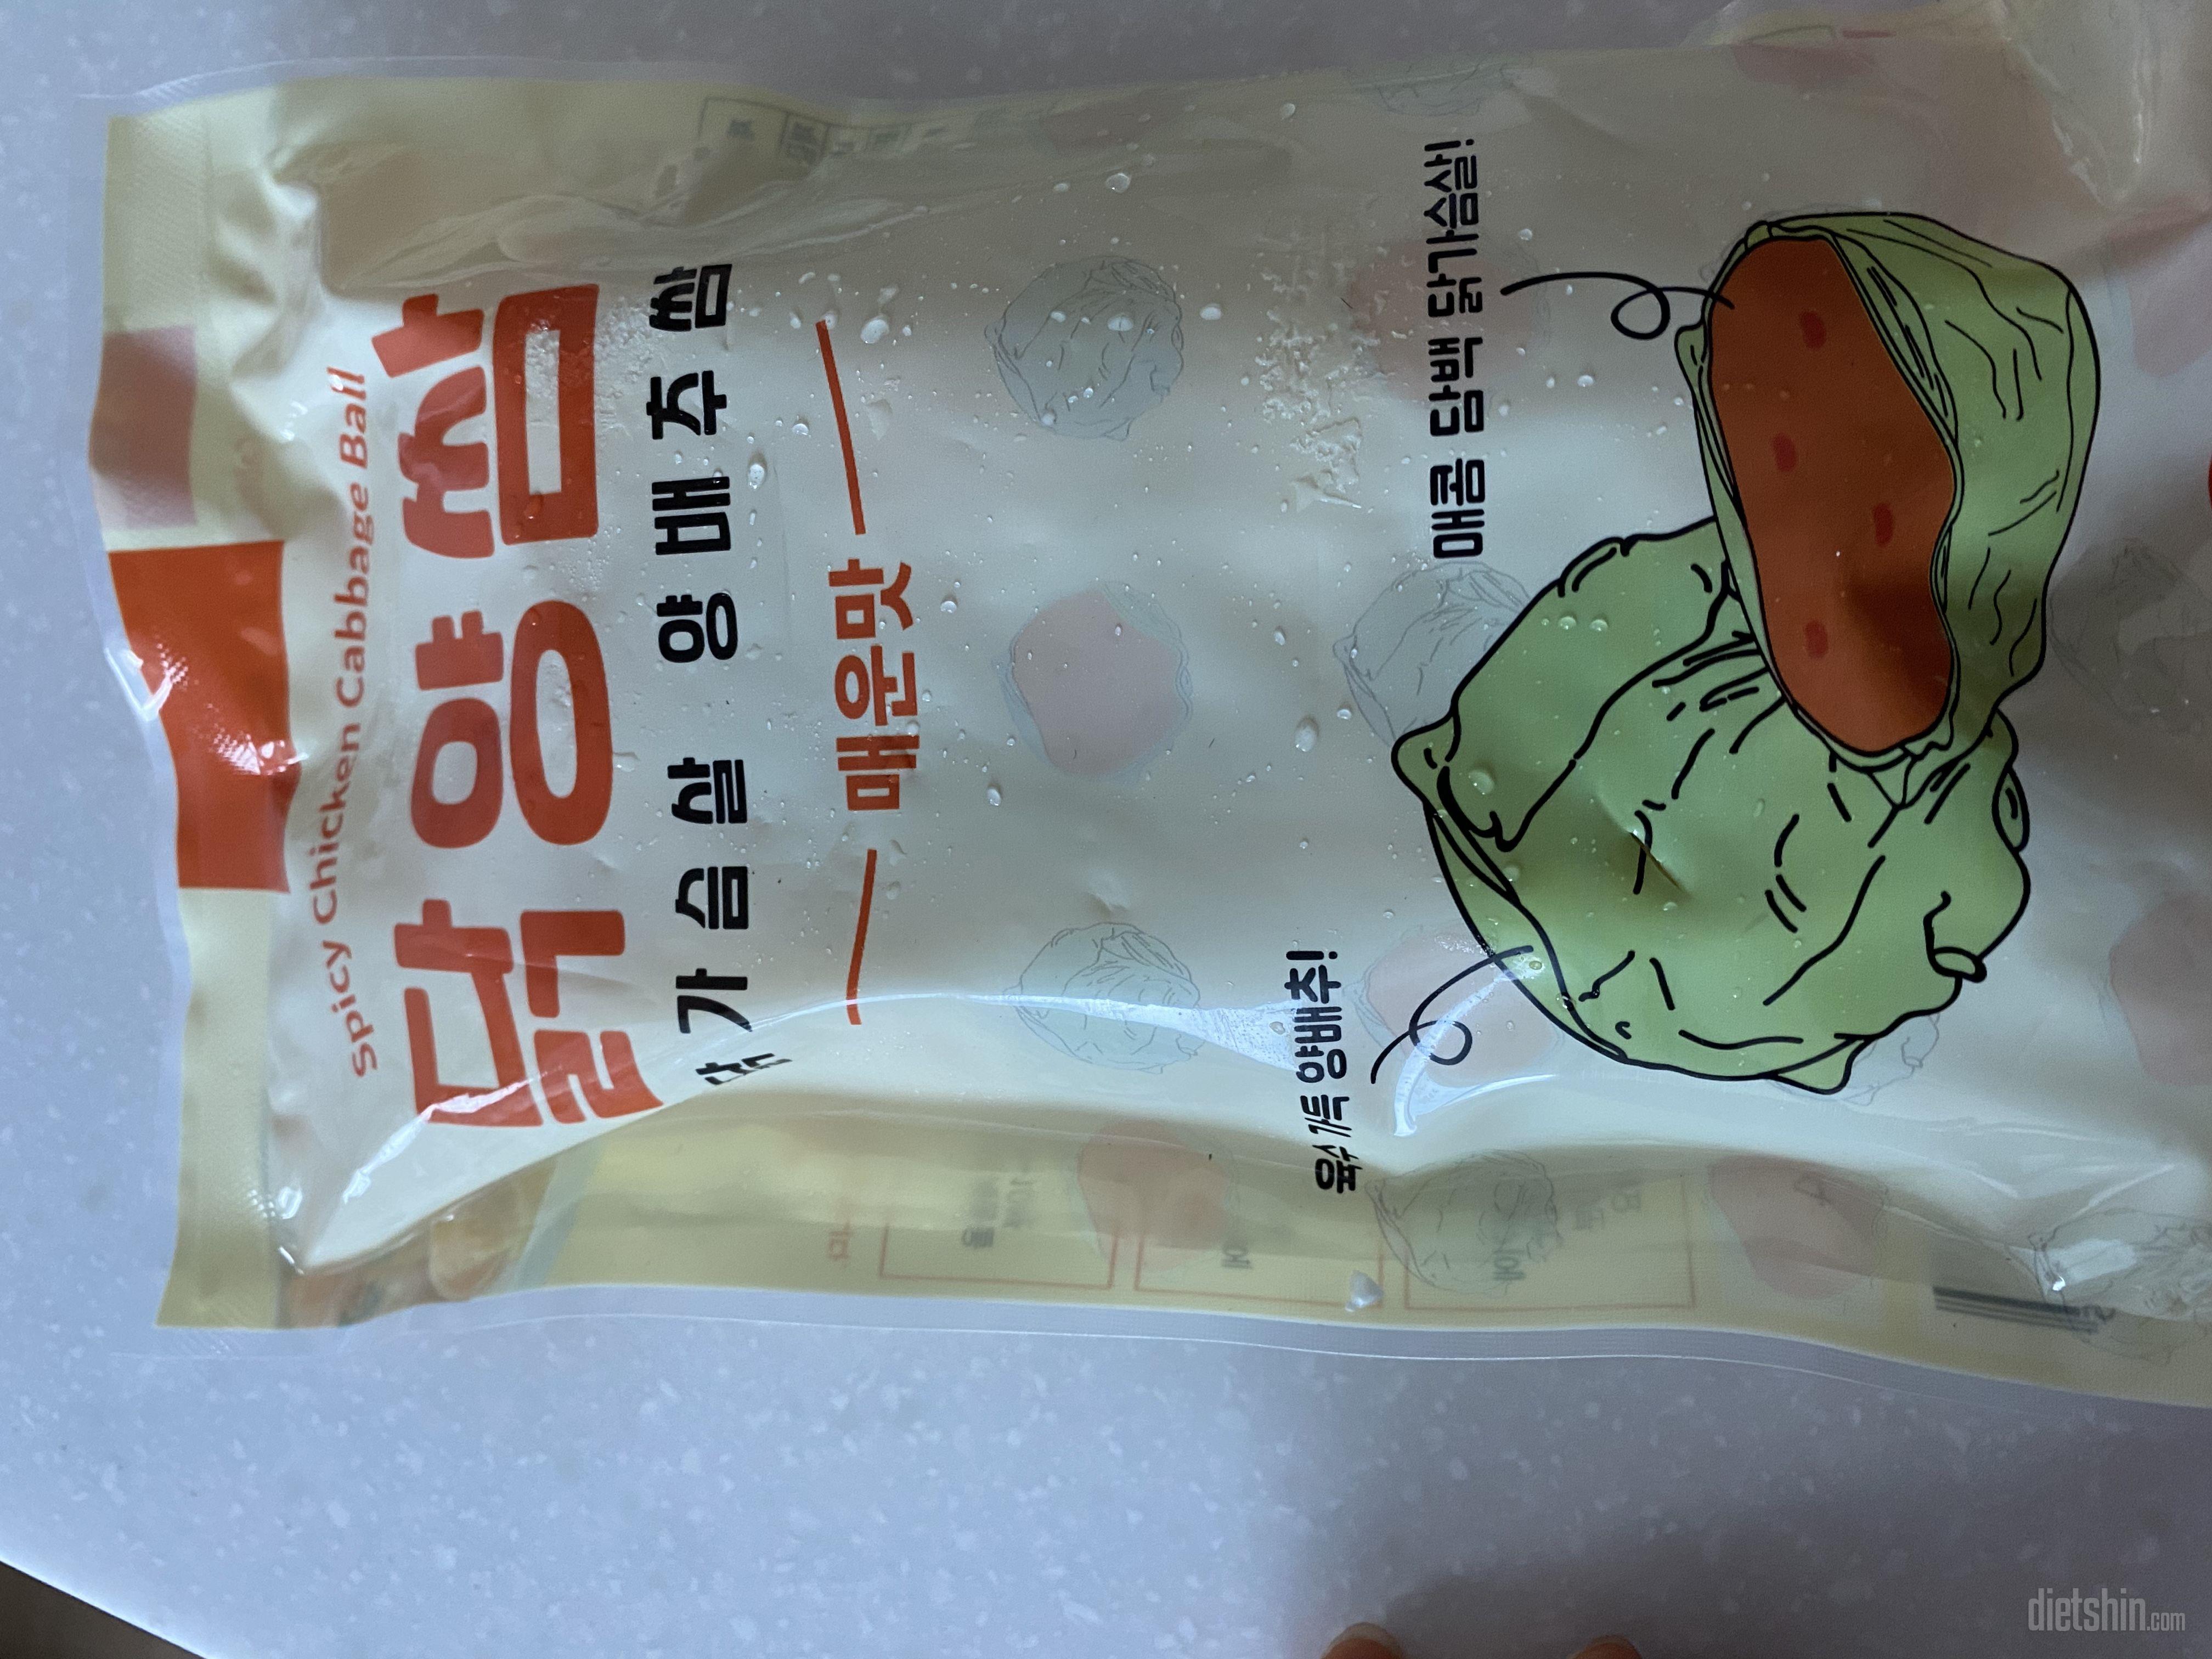 Spicy Chicken Cabbage Ball
닭양쌈
닭가슴살 양배추쌈
매운맛
매콤 담백 닭가슴살!
육수 가득 양배추!
dietshin.com